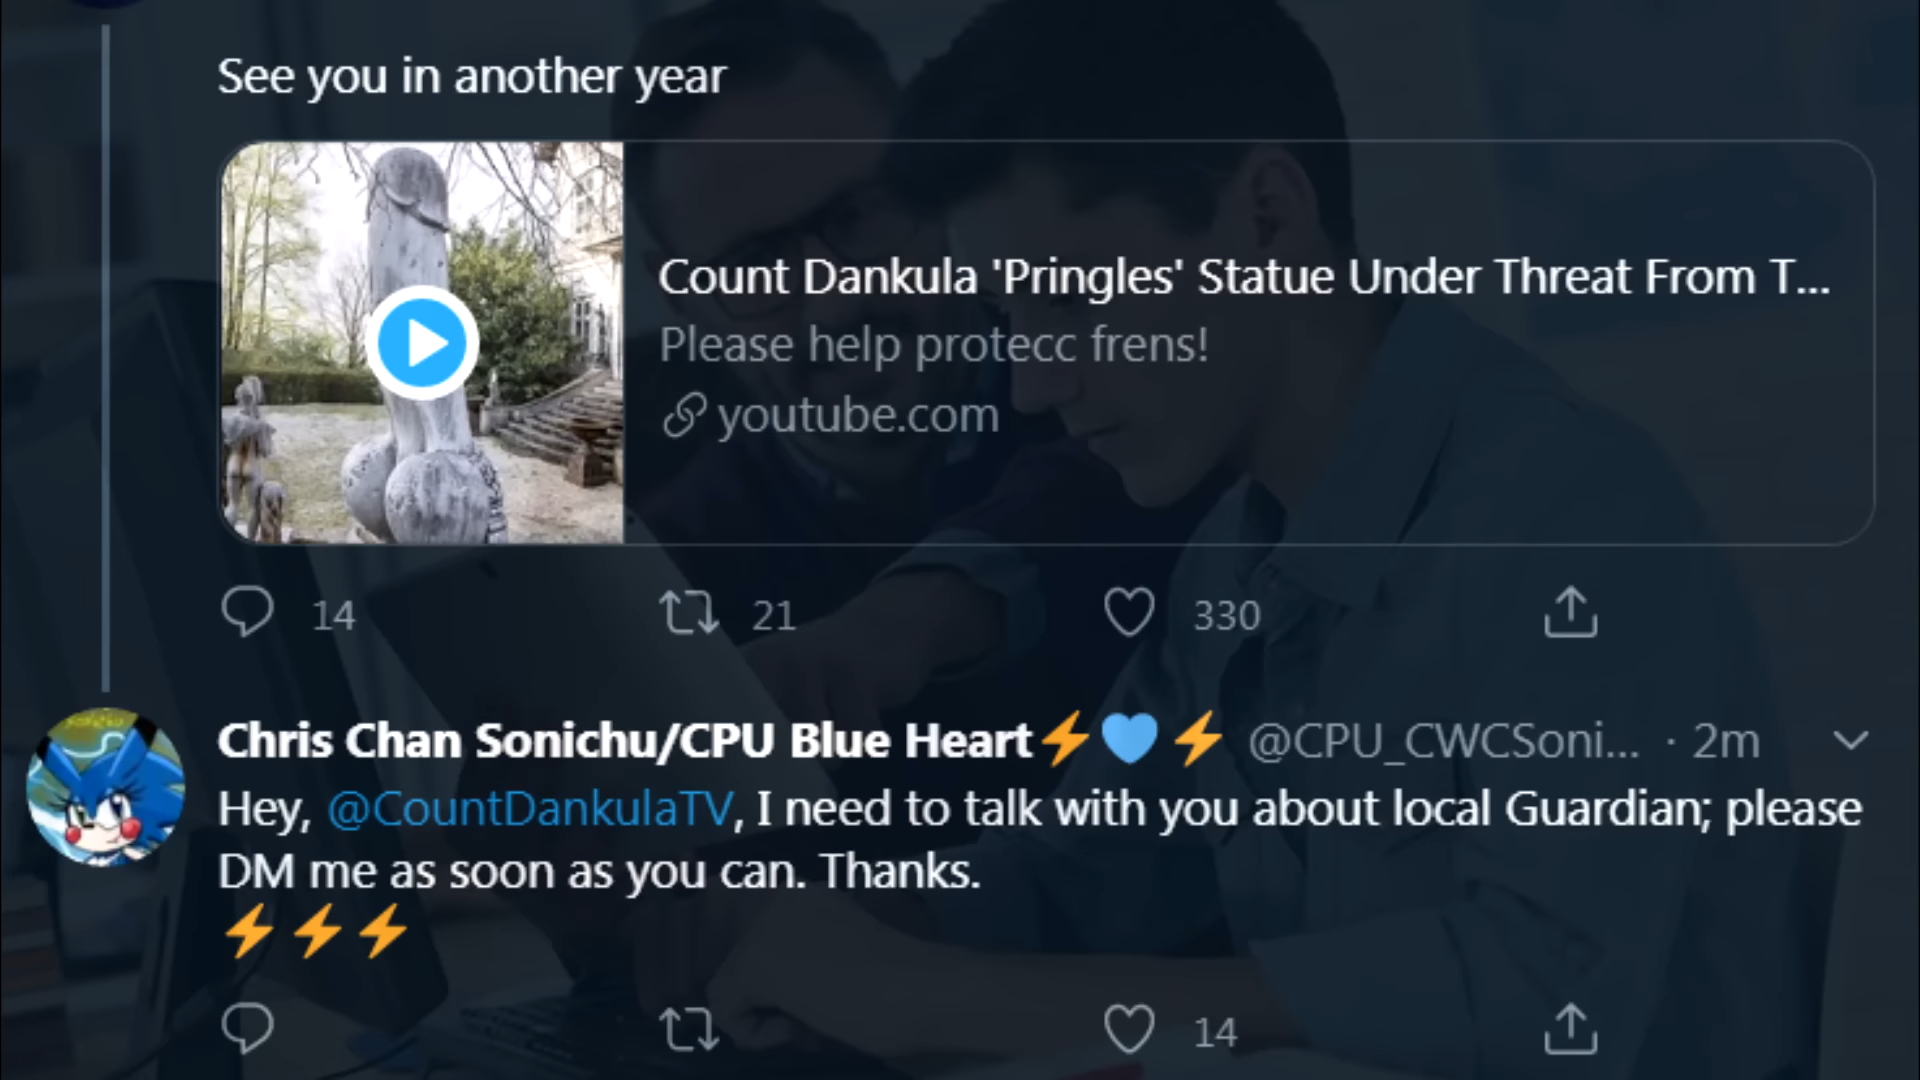 See you in another year
Count Dankula 'Pringles' Statue Under Threat From T...
Please help protecc frens!
youtube.com
14 21 330
Chris Chan Sonichu/CPU Blue Heart⚡💙⚡ @CPU_CWCSoni... · 2m
Hey, @CountDankulaTV, I need to talk with you about local Guardian; please
DM me as soon as you can. Thanks.
⚡⚡⚡
14